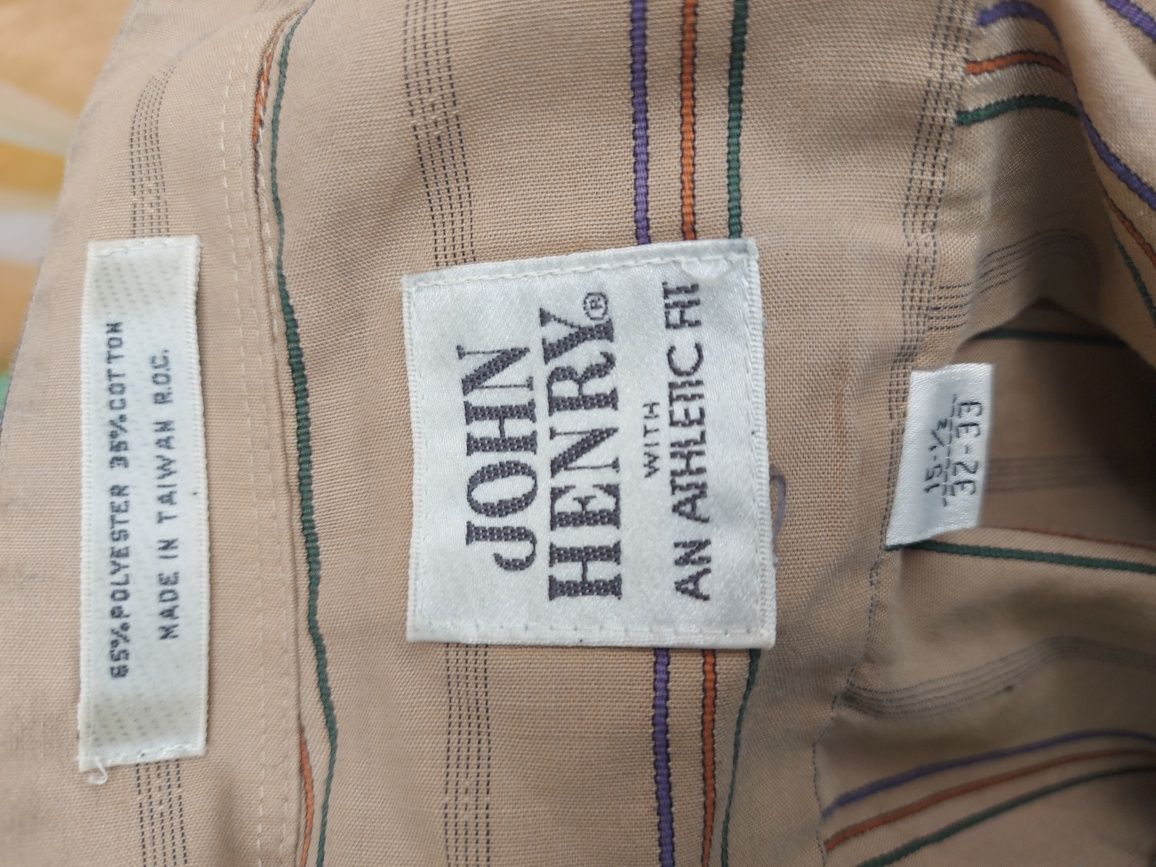 65% POLYESTER 35% COTTON
MADE IN TAIWAN R.O.C.
JOHN
HENRY®
WITH
AN ATHLETIC FIT
15-½
32-33